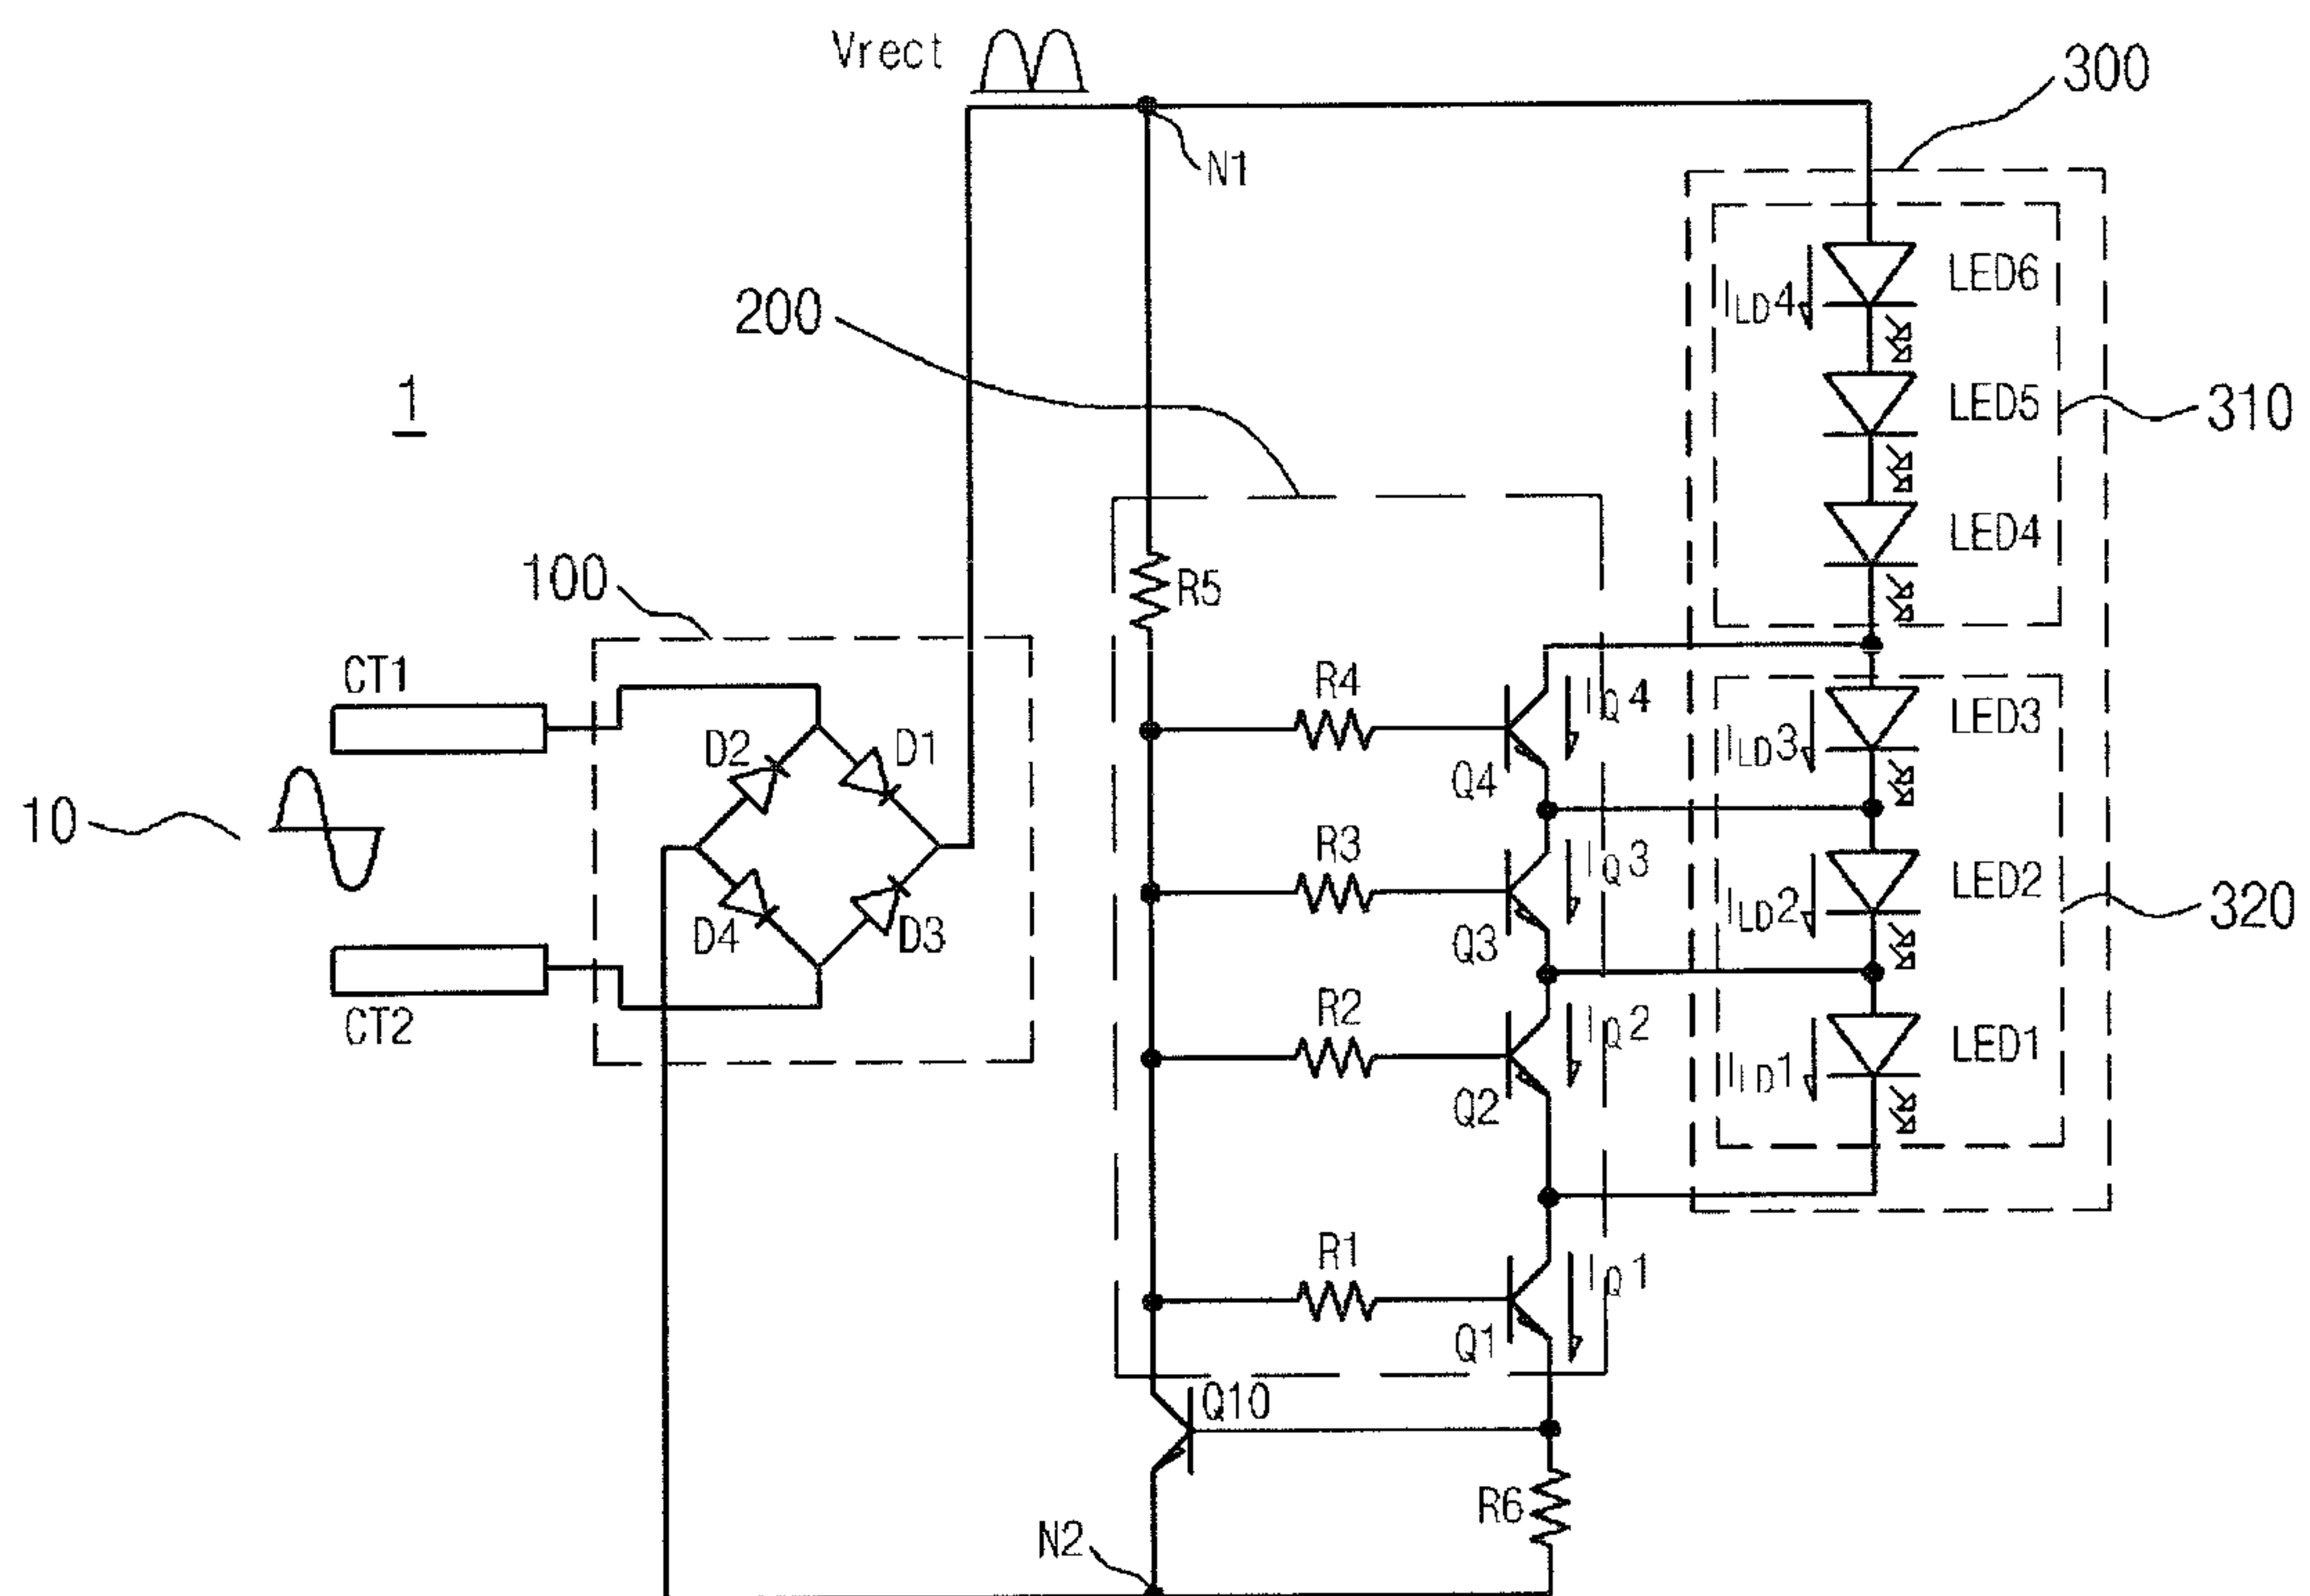 Vrect
300
N1
LED6
ILD4
200
1
LED5
310
LED4
R5
100
CT1
R4
IQ4
LED3
ILD3
D2
D1
Q4
10
R3
IQ3
LED2
ILD2
320
D4
D3
Q3
CT2
R2
IQ2
LED1
ILD1
Q2
R1
IQ1
Q1
Q10
R6
N2